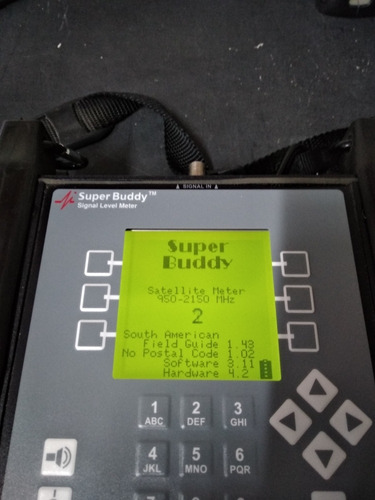 ▲ SIGNAL IN ▲
Super Buddy™
Signal Level Meter
Super
Buddy
Satellite Meter
950-2150 MHz
2
South American
Field Guide 1.43
No Postal Code 1.02
Software 3.11
Hardware 4.2
1 2 3
ABC DEF GHI
4 5 6
JKL MNO PQR